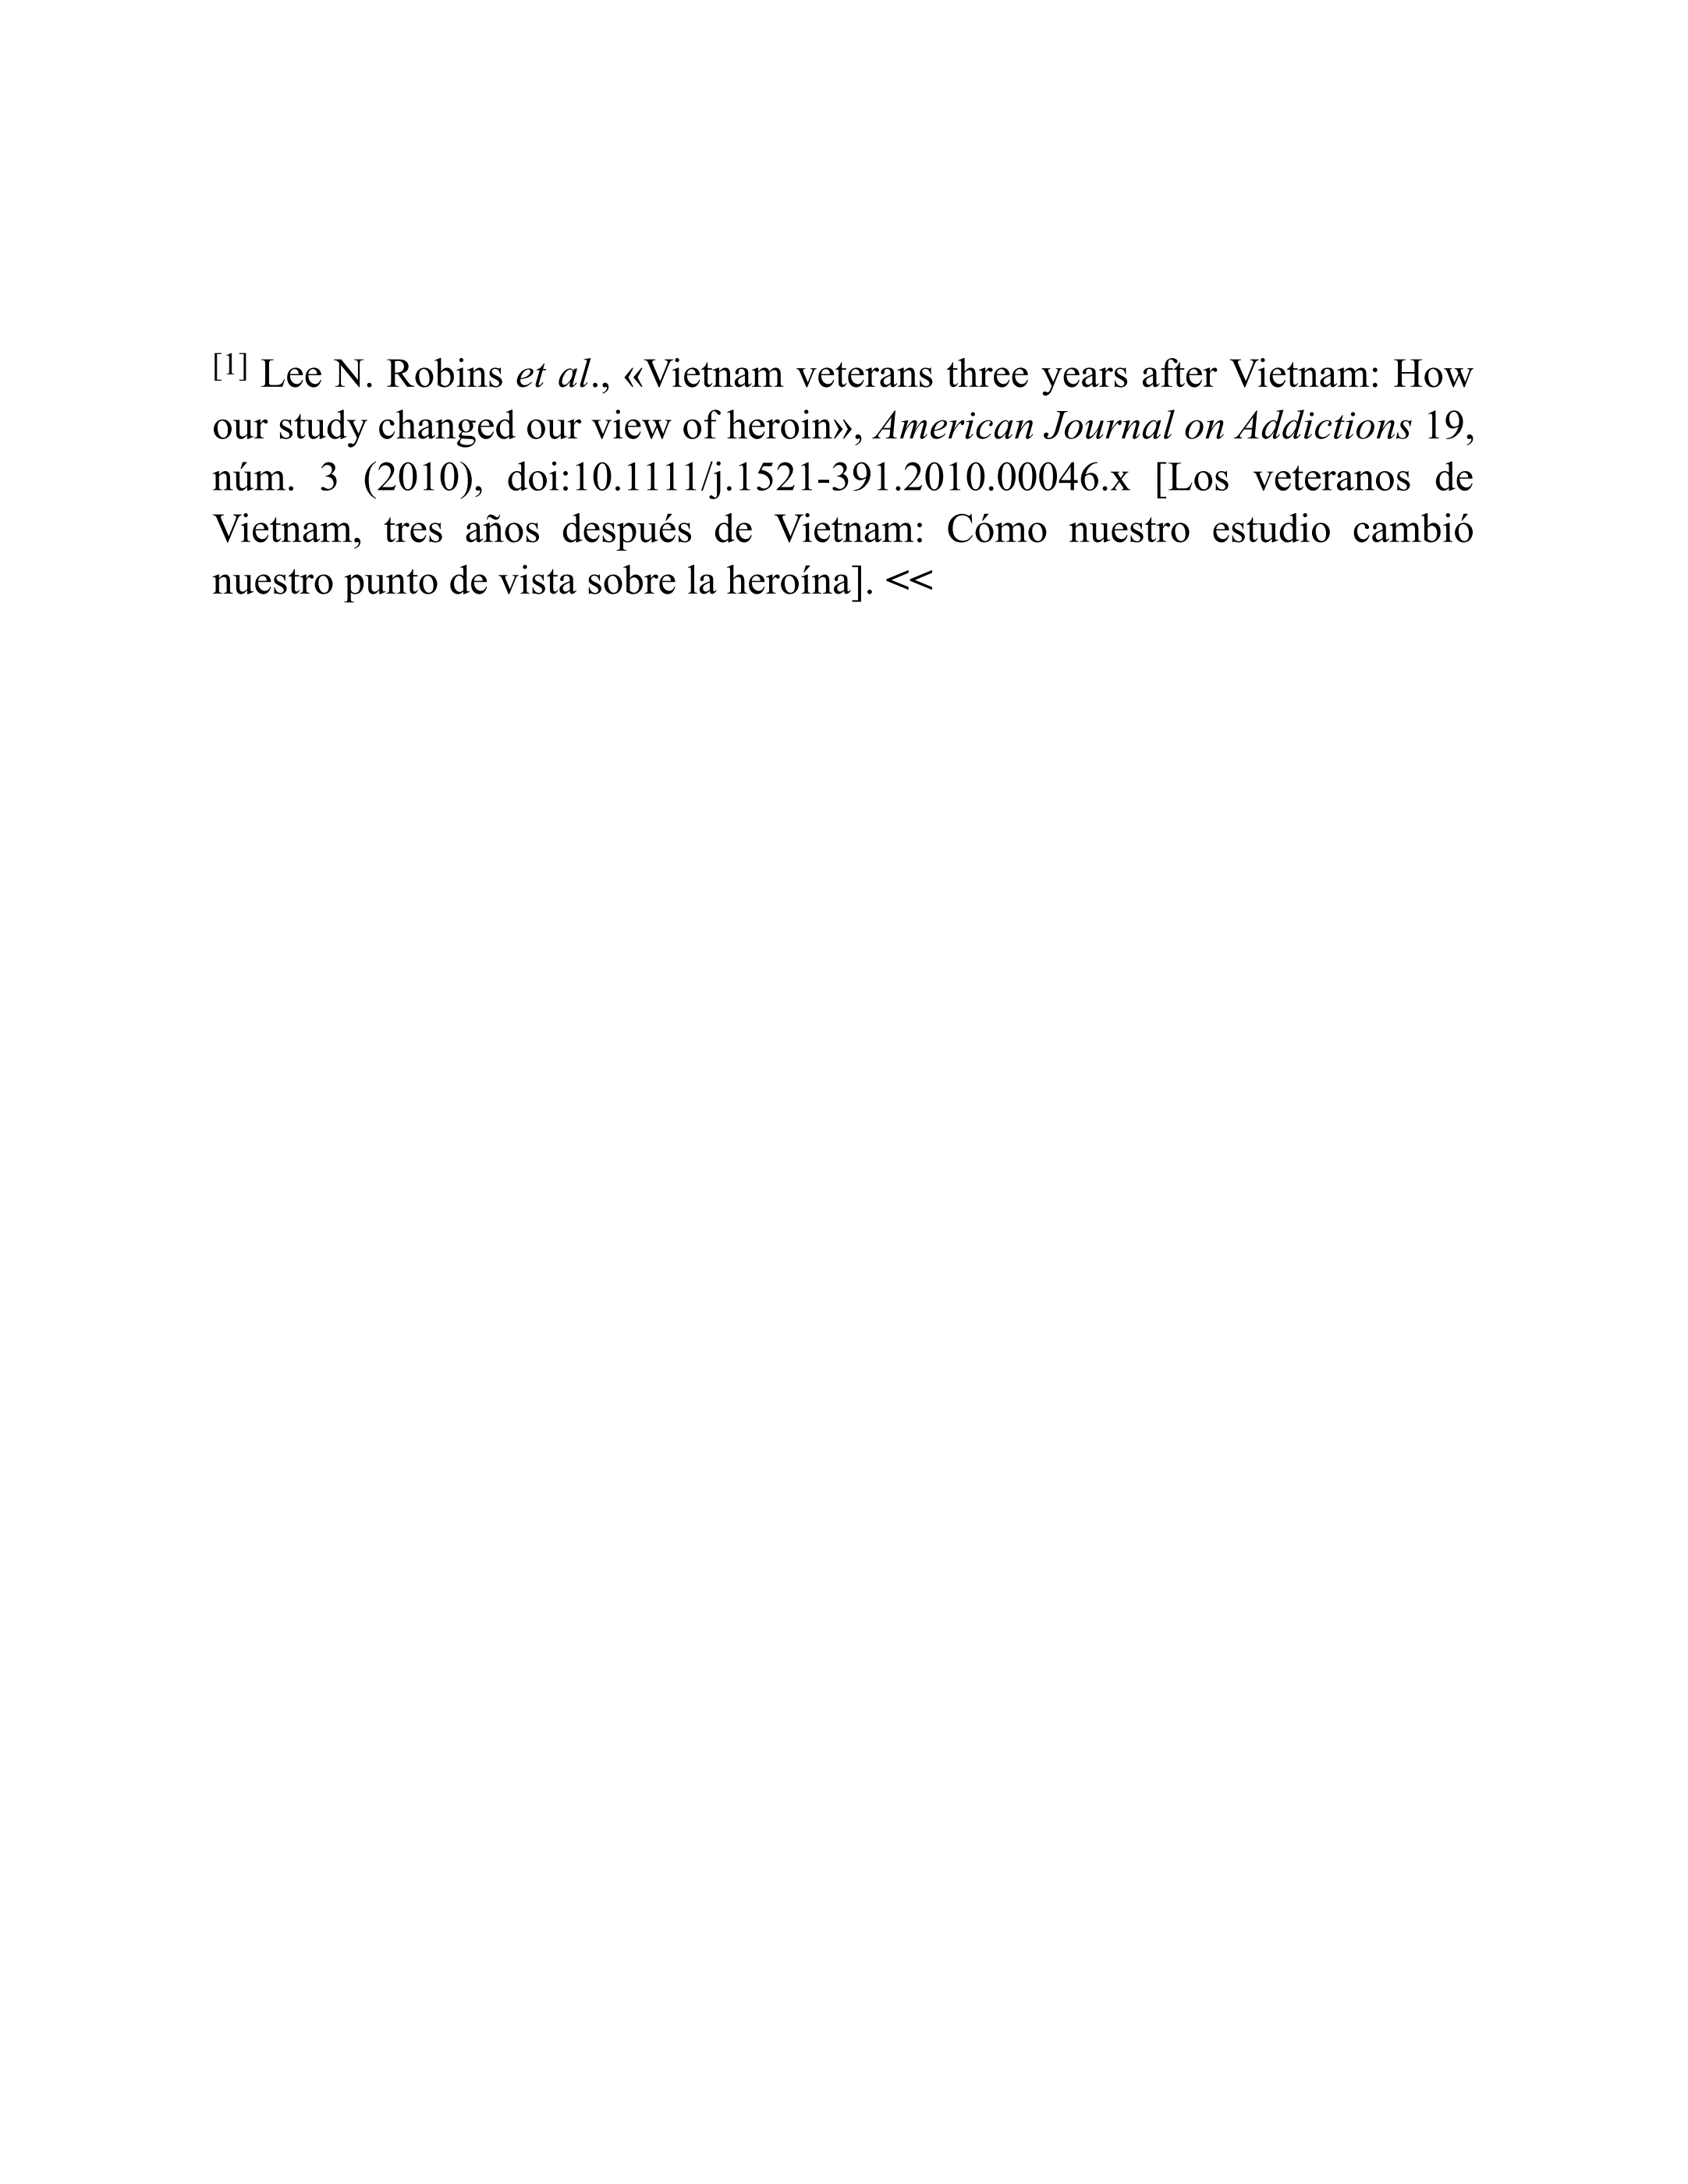 [1] Lee N. Robins et al., «Vietnam veterans three years after Vietnam: How
our study changed our view of heroin», American Journal on Addictions 19,
núm. 3 (2010), doi:10.1111/j.1521-391.2010.00046.x [Los veteranos de
Vietnam, tres años después de Vietnam: Cómo nuestro estudio cambió
nuestro punto de vista sobre la heroína]. <<